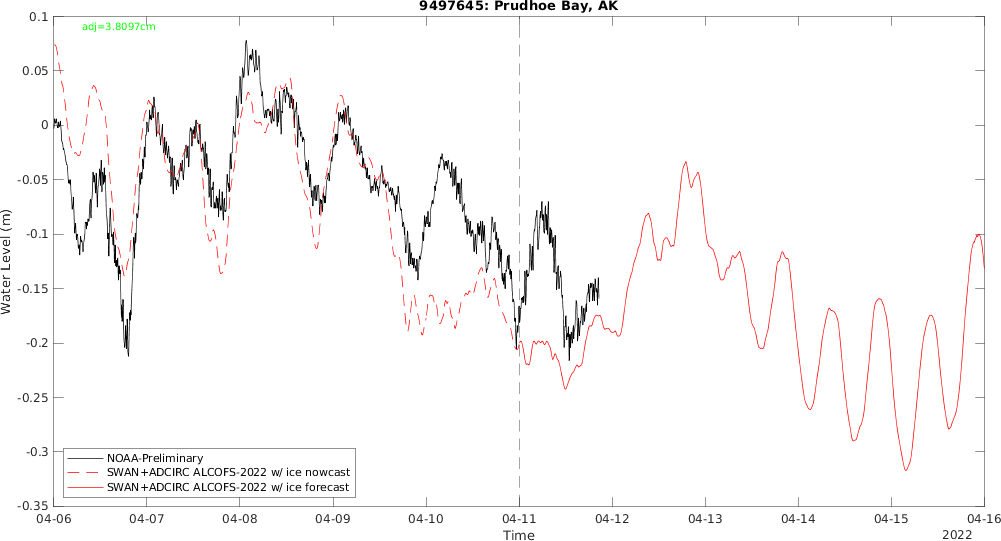 9497645: Prudhoe Bay, AK
adj=3.8097cm
Water Level (m)
0.1
0.05
0
-0.05
-0.1
-0.15
-0.2
-0.25
-0.3
-0.35
NOAA-Preliminary
SWAN+ADCIRC ALCOFS-2022 w/ ice nowcast
SWAN+ADCIRC ALCOFS-2022 w/ ice forecast
04-06 04-07 04-08 04-09 04-10 04-11 04-12 04-13 04-14 04-15 04-16
Time
2022